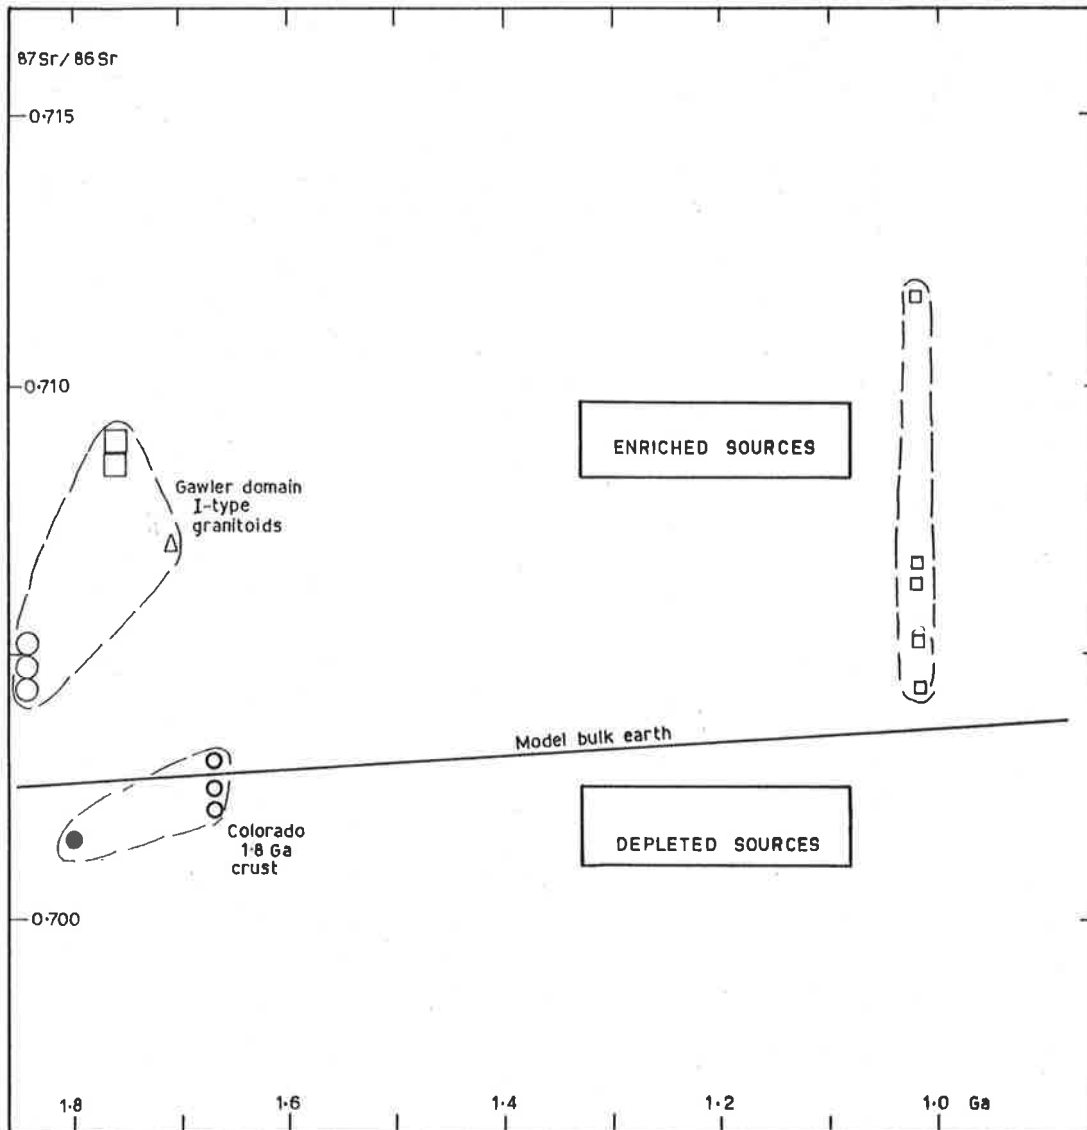 87Sr/86Sr
0·715
0·710
ENRICHED SOURCES
Gawler domain
I-type
granitoids
Model bulk earth
Colorado
1·8 Ga
crust
DEPLETED SOURCES
0·700
1·8 1·6 1·4 1·2 1·0 Ga